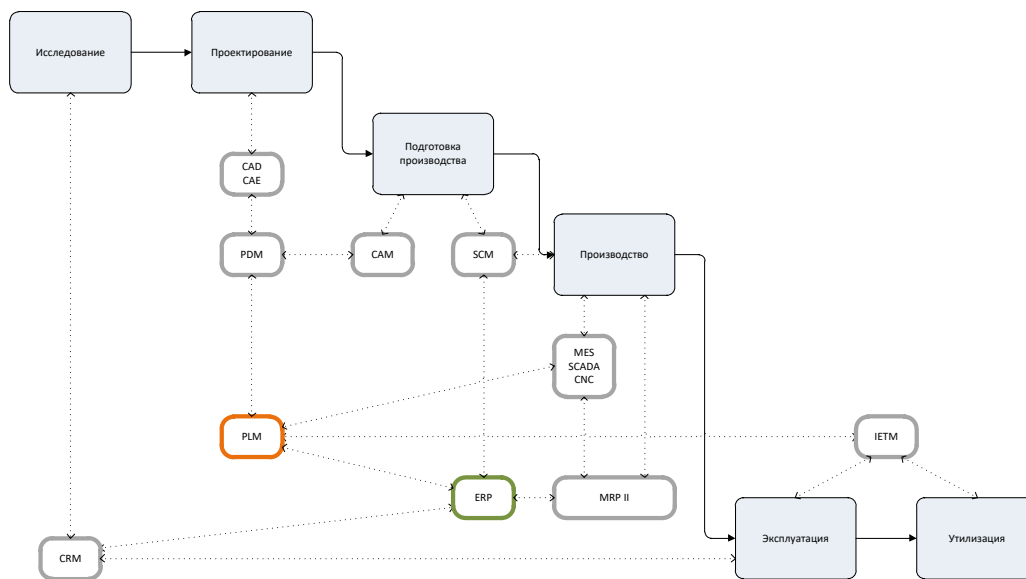 Исследование
Проектирование
Подготовка
производства
CAD
CAE
PDM
CAM
SCM
Производство
MES
SCADA
CNC
PLM
IETM
ERP
MRP II
Эксплуатация
Утилизация
CRM